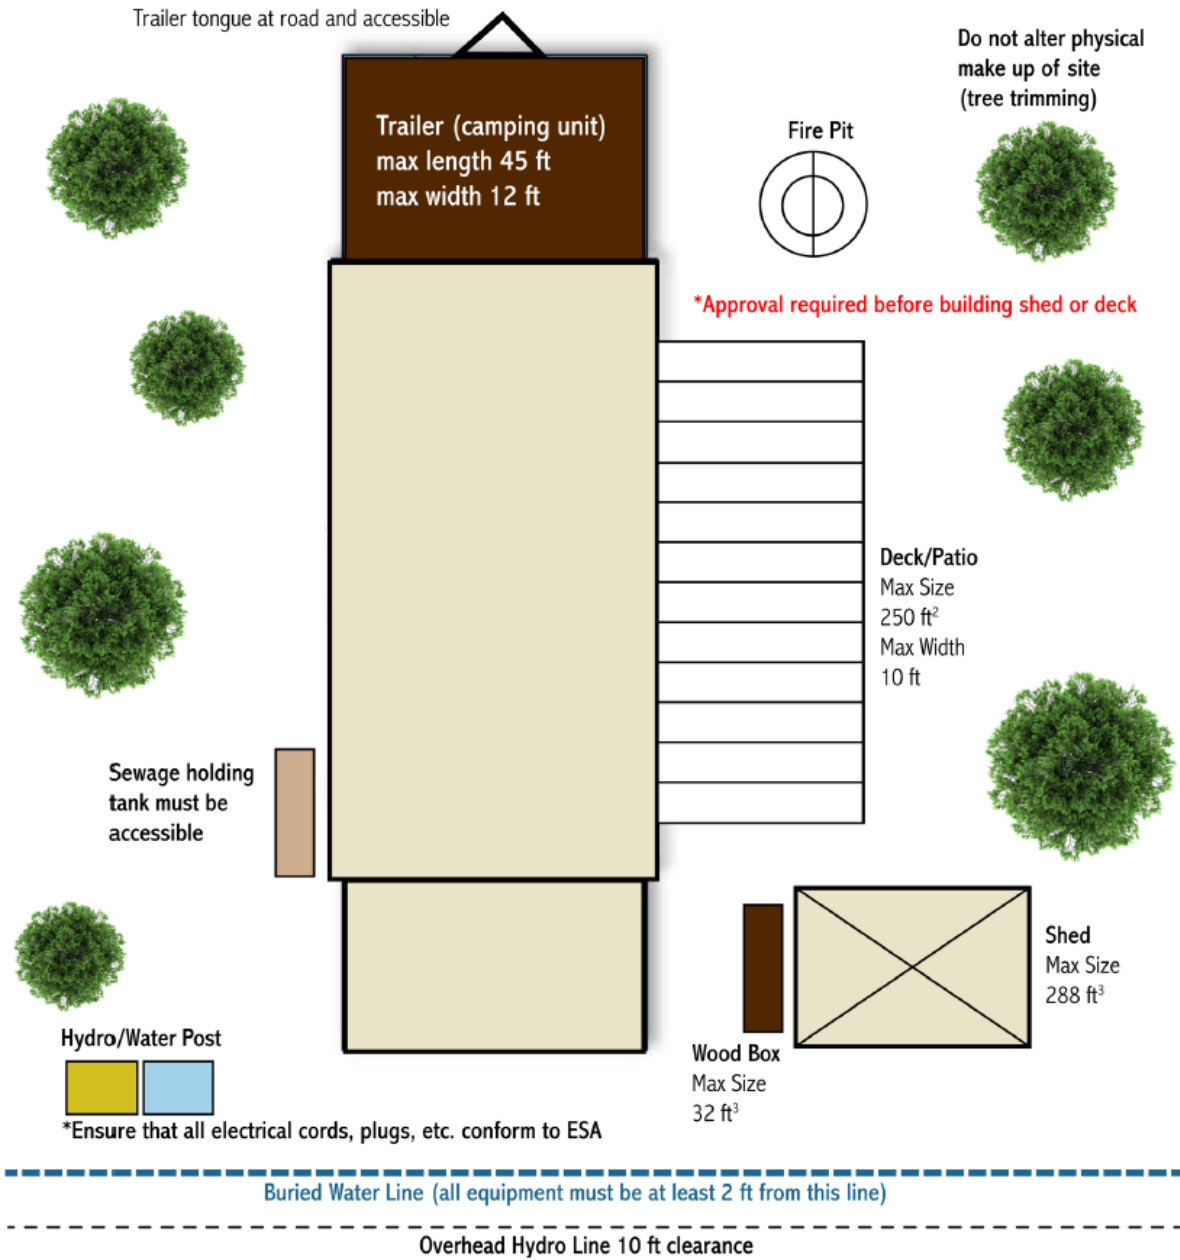 Trailer tongue at road and accessible
Do not alter physical
make up of site
(tree trimming)
Trailer (camping unit)
max length 45 ft
max width 12 ft
Fire Pit
*Approval required before building shed or deck
Deck/Patio
Max Size
250 ft²
Max Width
10 ft
Sewage holding
tank must be
accessible
Shed
Max Size
288 ft³
Hydro/Water Post
Wood Box
Max Size
32 ft³
*Ensure that all electrical cords, plugs, etc. conform to ESA
Buried Water Line (all equipment must be at least 2 ft from this line)
Overhead Hydro Line 10 ft clearance